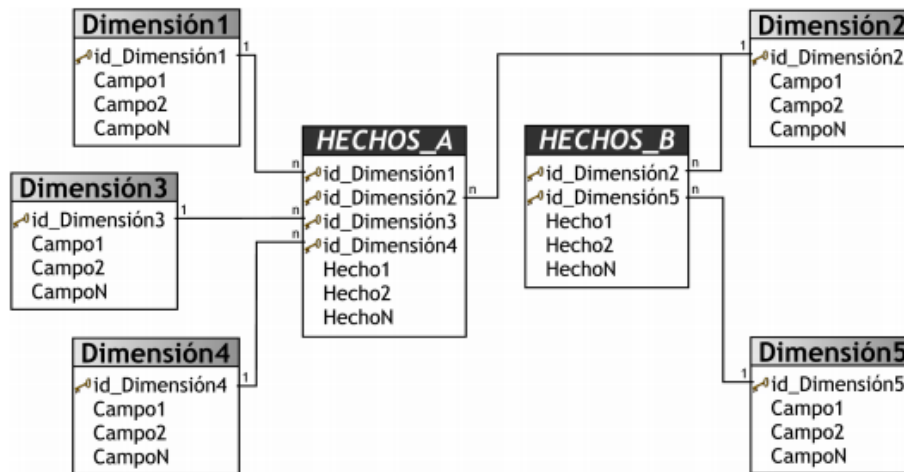 Dimensión1
id_Dimensión1
Campo1
Campo2
CampoN
1
Dimensión3
id_Dimensión3
Campo1
Campo2
CampoN
1
Dimensión4
id_Dimensión4
Campo1
Campo2
CampoN
1
HECHOS_A
n
id_Dimensión1
id_Dimensión2
n
n
id_Dimensión3
n
id_Dimensión4
Hecho1
Hecho2
HechoN
HECHOS_B
id_Dimensión2
n
id_Dimensión5
n
Hecho1
Hecho2
HechoN
Dimensión2
1
id_Dimensión2
Campo1
Campo2
CampoN
Dimensión5
1
id_Dimensión5
Campo1
Campo2
CampoN